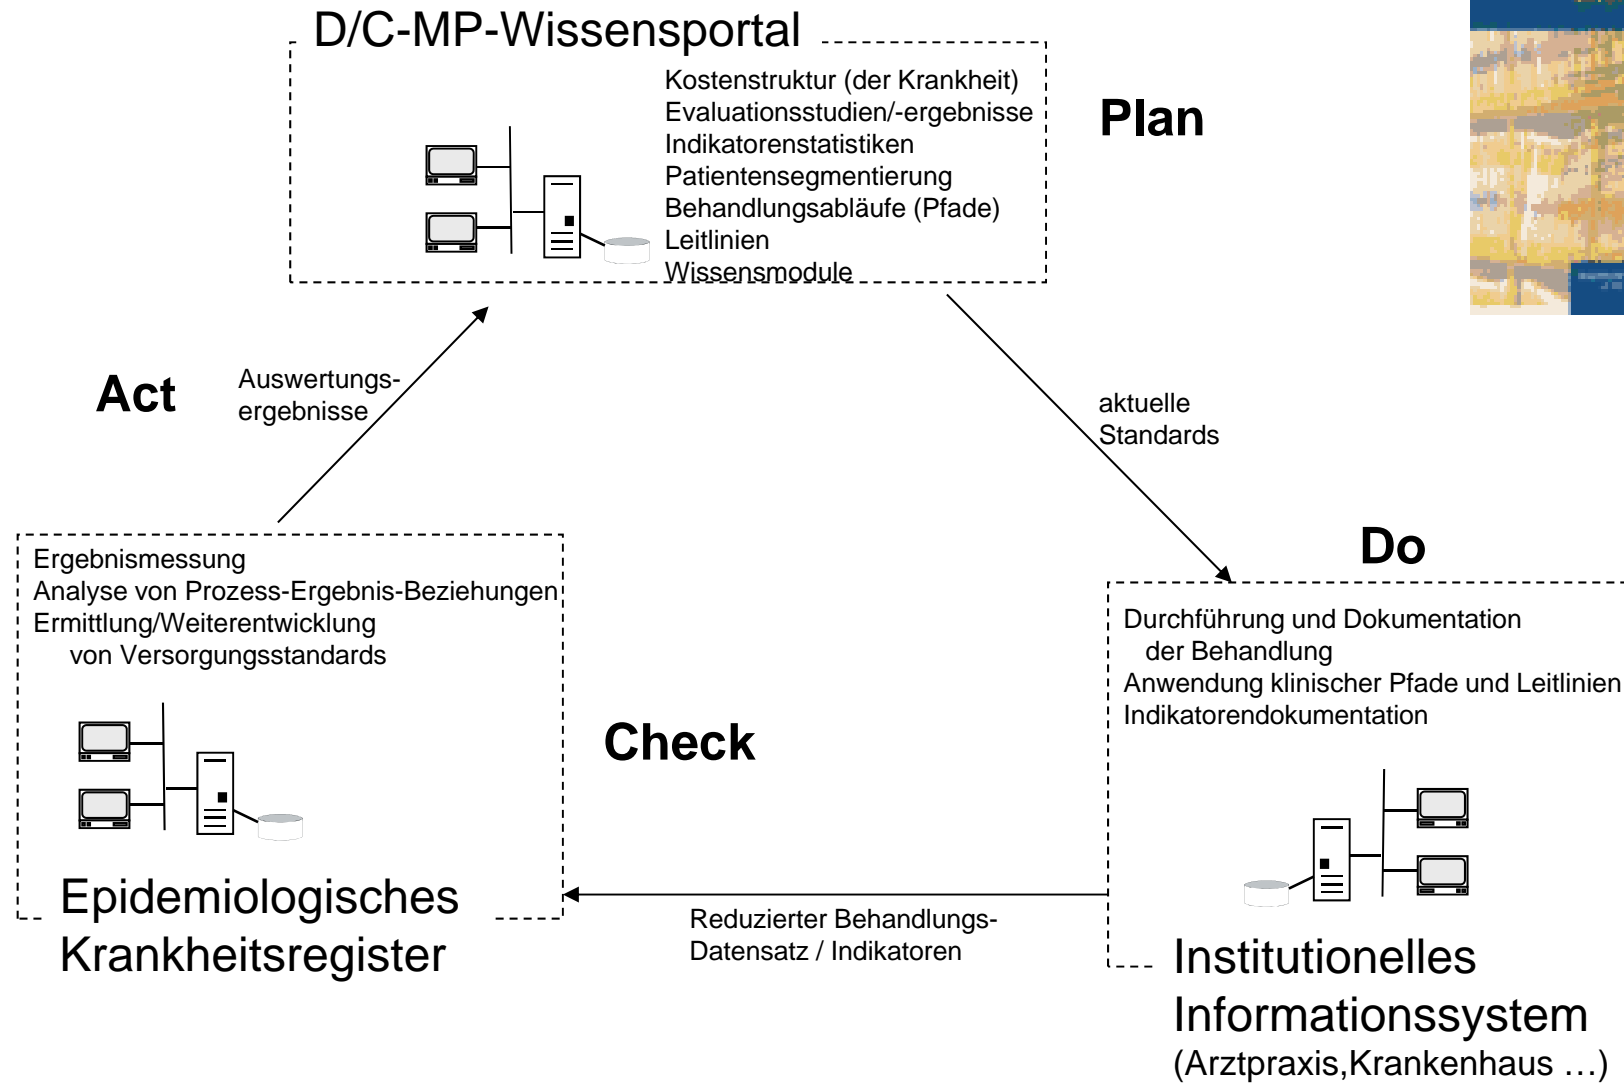 D/C-MP-Wissensportal
Kostenstruktur (der Krankheit)
Evaluationsstudien/-ergebnisse
Indikatorenstatistiken
Patientensegmentierung
Behandlungsabläufe (Pfade)
Leitlinien
Wissensmodule
Plan
Act
Auswertungs-
ergebnisse
aktuelle
Standards
Do
Ergebnismessung
Analyse von Prozess-Ergebnis-Beziehungen
Ermittlung/Weiterentwicklung
von Versorgungsstandards
Durchführung und Dokumentation
der Behandlung
Anwendung klinischer Pfade und Leitlinien
Indikatorendokumentation
Check
Epidemiologisches
Krankheitsregister
Reduzierter Behandlungs-
Datensatz / Indikatoren
Institutionelles
Informationssystem
(Arztpraxis,Krankenhaus …)